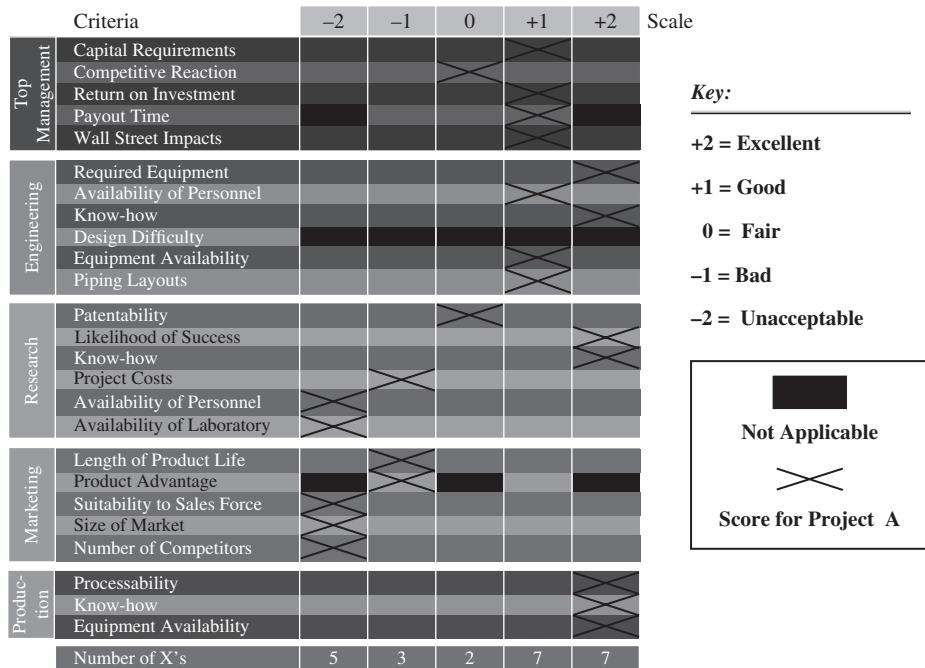 Criteria –2 –1 0 +1 +2 Scale
Top Management
Capital Requirements
Competitive Reaction
Return on Investment
Payout Time
Wall Street Impacts
Engineering
Required Equipment
Availability of Personnel
Know-how
Design Difficulty
Equipment Availability
Piping Layouts
Research
Patentability
Likelihood of Success
Know-how
Project Costs
Availability of Personnel
Availability of Laboratory
Marketing
Length of Product Life
Product Advantage
Suitability to Sales Force
Size of Market
Number of Competitors
Produc-
tion
Processability
Know-how
Equipment Availability
Number of X's 5 3 2 7 7
Key:
+2 = Excellent
+1 = Good
0 = Fair
–1 = Bad
–2 = Unacceptable
Not Applicable
Score for Project A